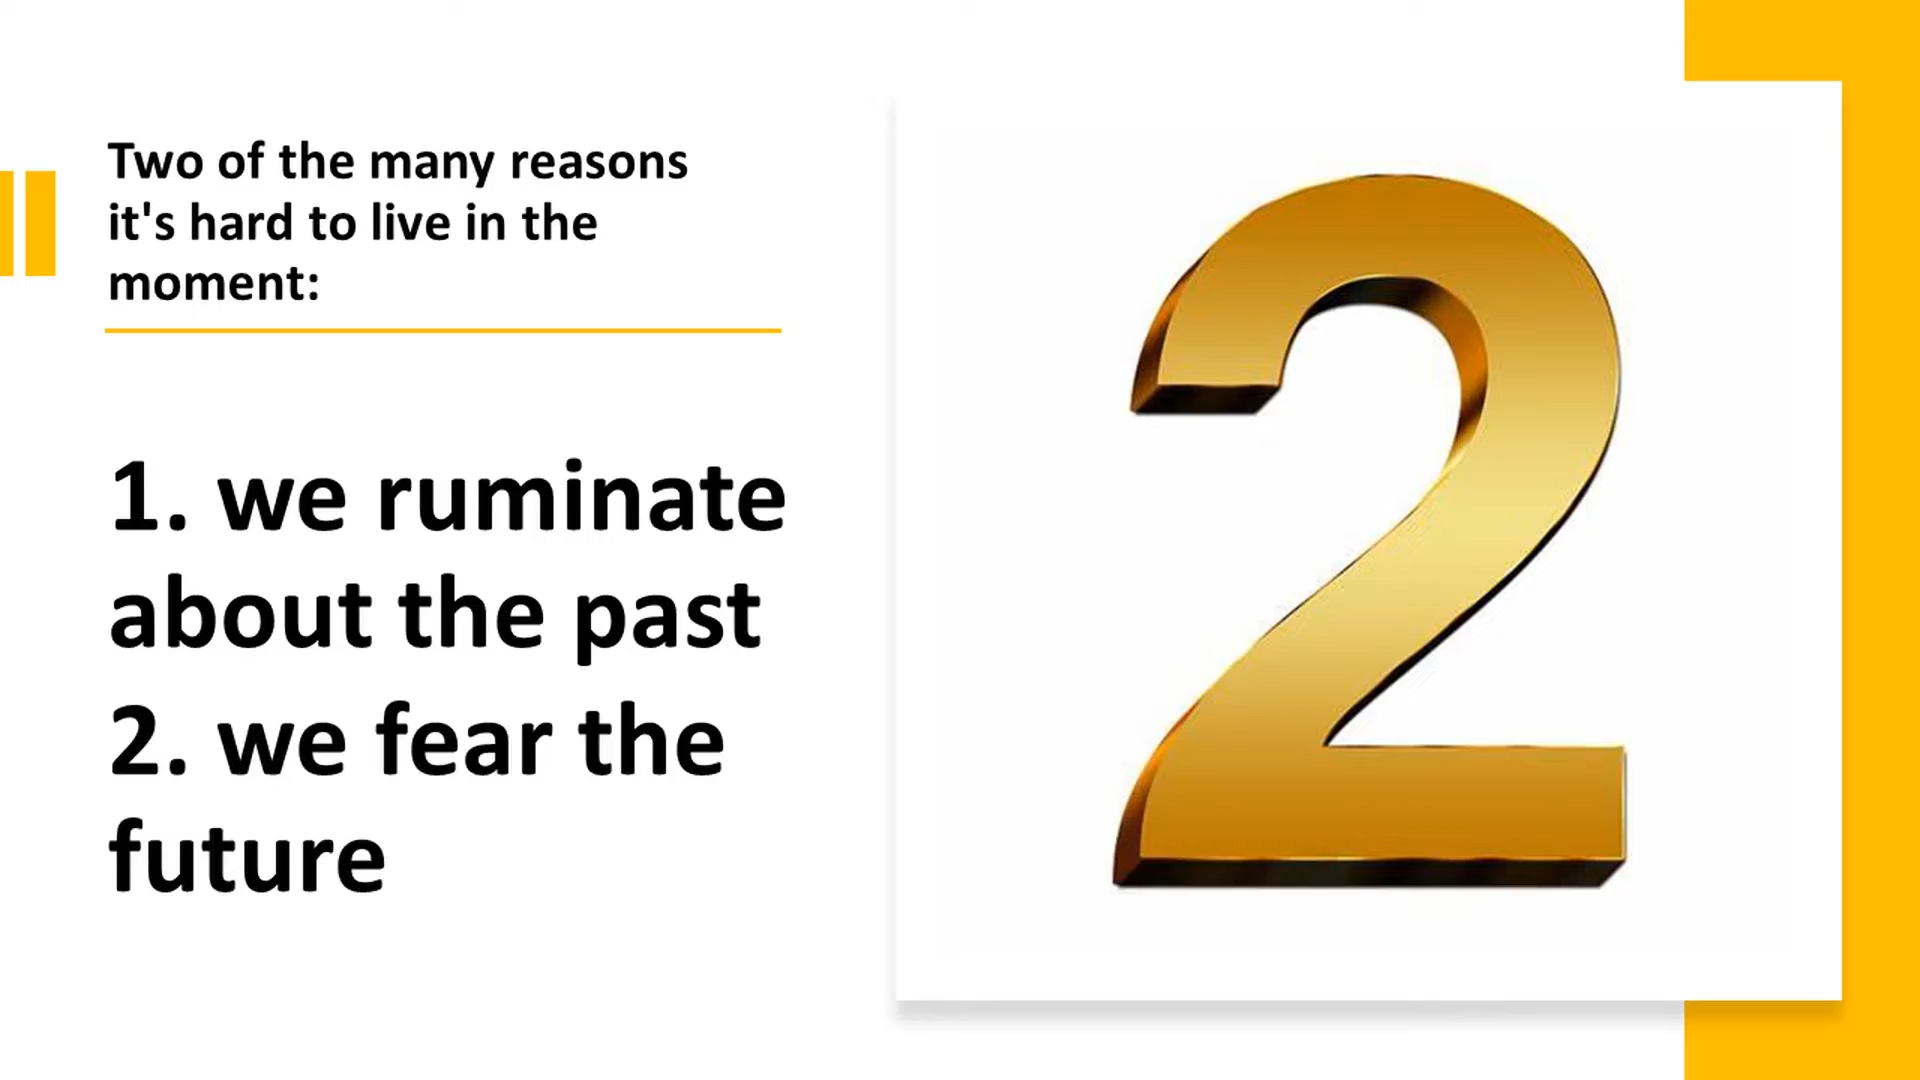 Two of the many reasons
it's hard to live in the
moment:
1. we ruminate
about the past
2. we fear the
future
2